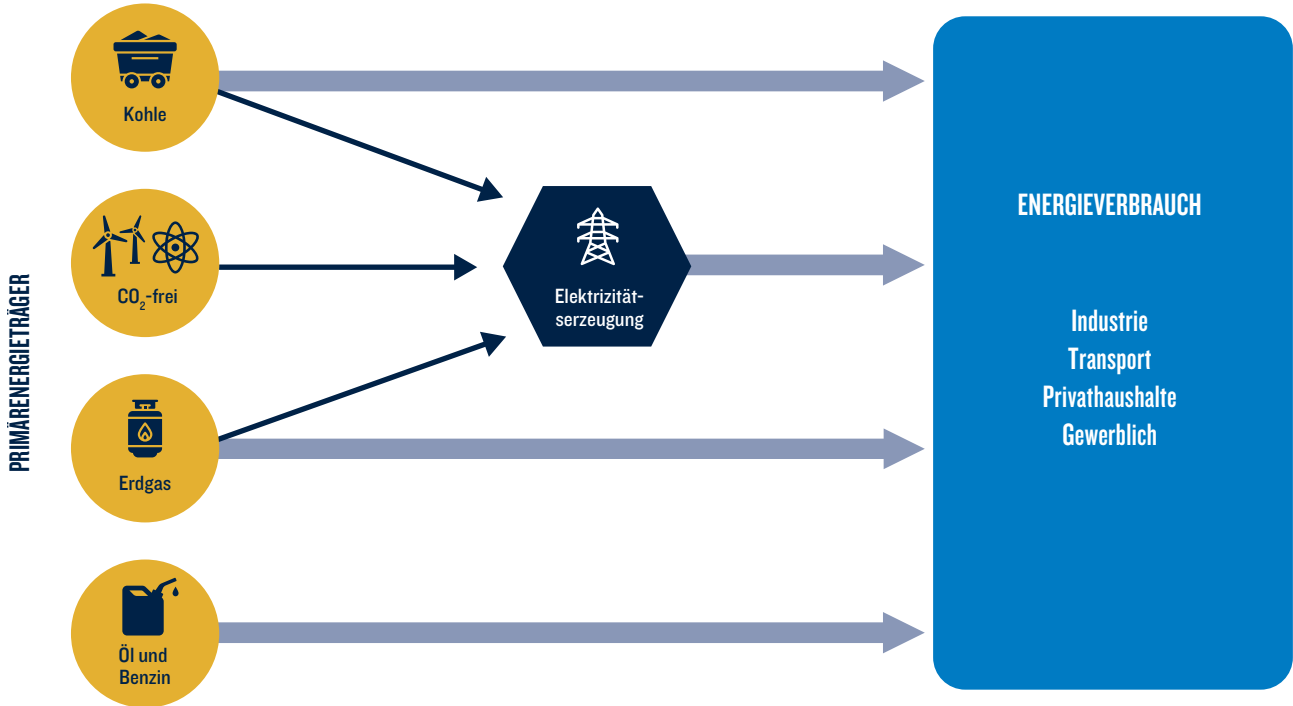 PRIMÄRENERGIETRÄGER
Kohle
CO₂-frei
Erdgas
Öl und
Benzin
Elektrizität-
serzeugung
ENERGIEVERBRAUCH
Industrie
Transport
Privathaushalte
Gewerblich